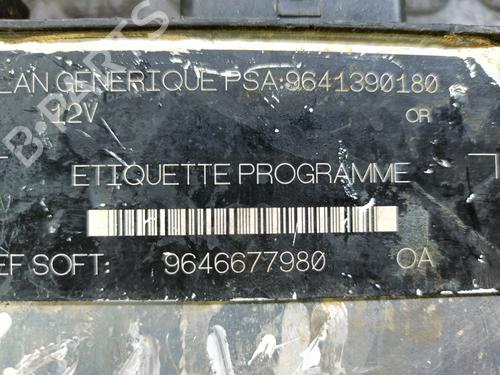 LAN GENERIQUE PSA:9641390180
12V OR
ETIQUETTE PROGRAMME
EF SOFT: 9646677980 OA
B-PARTS